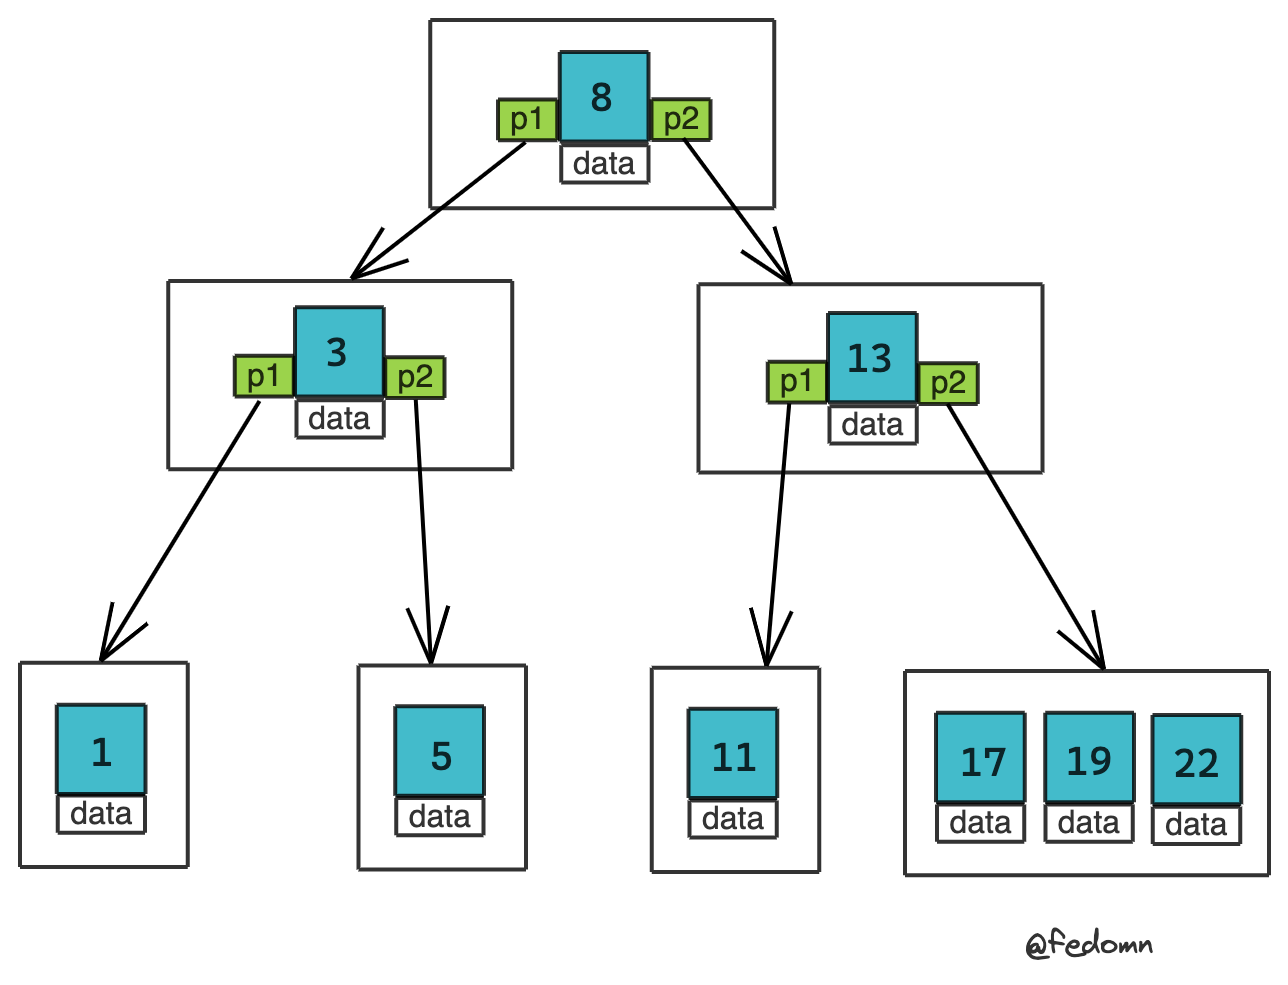 8
p1 p2
data
3
p1 p2
data
13
p1 p2
data
1
data
5
data
11
data
17 19 22
data data data
@fedomn